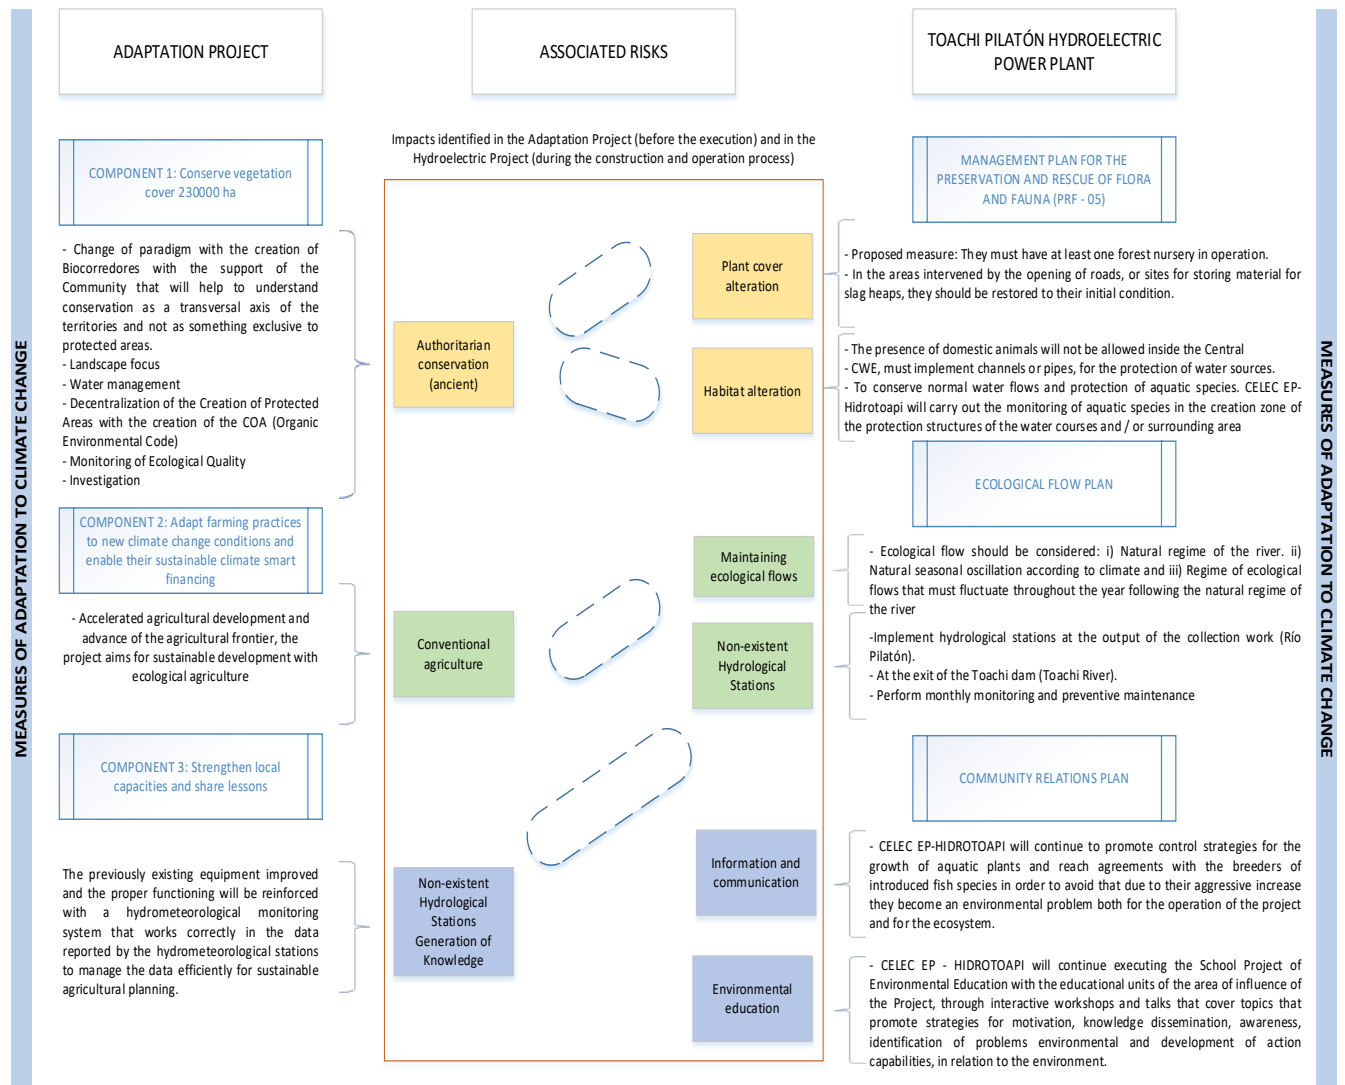 MEASURES OF ADAPTATION TO CLIMATE CHANGE
ADAPTATION PROJECT
COMPONENT 1: Conserve vegetation
cover 230000 ha
- Change of paradigm with the creation of
Biocorredores with the support of the
Community that will help to understand
conservation as a transversal axis of the
territories and not as something exclusive to
protected areas.
- Landscape focus
- Water management
- Decentralization of the Creation of Protected
Areas with the creation of the COA (Organic
Environmental Code)
- Monitoring of Ecological Quality
- Investigation
COMPONENT 2: Adapt farming practices
to new climate change conditions and
enable their sustainable climate smart
financing
- Accelerated agricultural development and
advance of the agricultural frontier, the
project aims for sustainable development with
ecological agriculture
COMPONENT 3: Strengthen local
capacities and share lessons
The previously existing equipment improved
and the proper functioning will be reinforced
with a hydrometeorological monitoring
system that works correctly in the data
reported by the hydrometeorological stations
to manage the data efficiently for sustainable
agricultural planning.
ASSOCIATED RISKS
Impacts identified in the Adaptation Project (before the execution) and in the
Hydroelectric Project (during the construction and operation process)
Authoritarian
conservation
(ancient)
Plant cover
alteration
Habitat alteration
Conventional
agriculture
Maintaining
ecological flows
Non-existent
Hydrological
Stations
Non-existent
Hydrological
Stations
Generation of
Knowledge
Information and
communication
Environmental
education
TOACHI PILATÓN HYDROELECTRIC
POWER PLANT
MANAGEMENT PLAN FOR THE
PRESERVATION AND RESCUE OF FLORA
AND FAUNA (PRF - 05)
- Proposed measure: They must have at least one forest nursery in operation.
- In the areas intervened by the opening of roads, or sites for storing material for
slag heaps, they should be restored to their initial condition.
- The presence of domestic animals will not be allowed inside the Central
- CWE, must implement channels or pipes, for the protection of water sources.
- To conserve normal water flows and protection of aquatic species. CELEC EP-
Hidrotoapi will carry out the monitoring of aquatic species in the creation zone of
the protection structures of the water courses and / or surrounding area
ECOLOGICAL FLOW PLAN
- Ecological flow should be considered: i) Natural regime of the river. ii)
Natural seasonal oscillation according to climate and iii) Regime of ecological
flows that must fluctuate throughout the year following the natural regime of
the river
-Implement hydrological stations at the output of the collection work (Río
Pilatón).
- At the exit of the Toachi dam (Toachi River).
- Perform monthly monitoring and preventive maintenance
COMMUNITY RELATIONS PLAN
- CELEC EP-HIDROTOAPI will continue to promote control strategies for the
growth of aquatic plants and reach agreements with the breeders of
introduced fish species in order to avoid that due to their aggressive increase
they become an environmental problem both for the operation of the project
and for the ecosystem.
- CELEC EP - HIDROTOAPI will continue executing the School Project of
Environmental Education with the educational units of the area of influence of
the Project, through interactive workshops and talks that cover topics that
promote strategies for motivation, knowledge dissemination, awareness,
identification of problems environmental and development of action
capabilities, in relation to the environment.
MEASURES OF ADAPTATION TO CLIMATE CHANGE